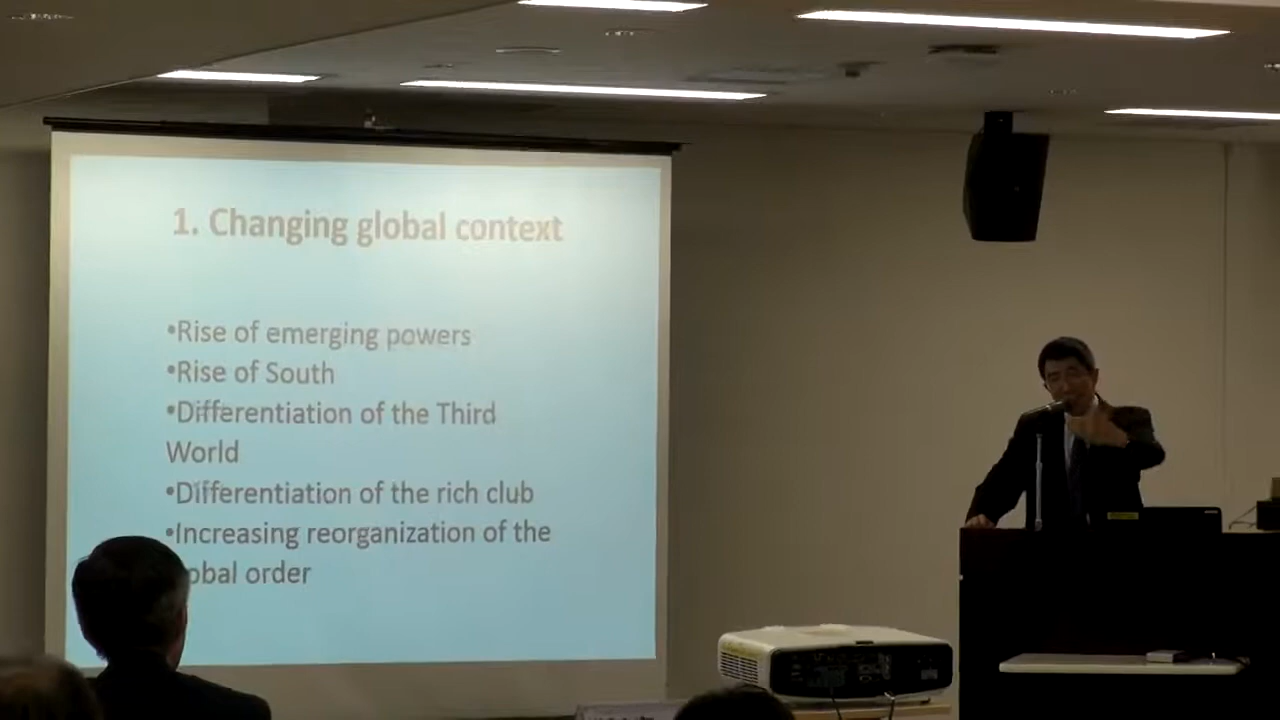 1. Changing global context
•Rise of emerging powers
•Rise of South
•Differentiation of the Third
World
•Differentiation of the rich club
•Increasing reorganization of the
obal order